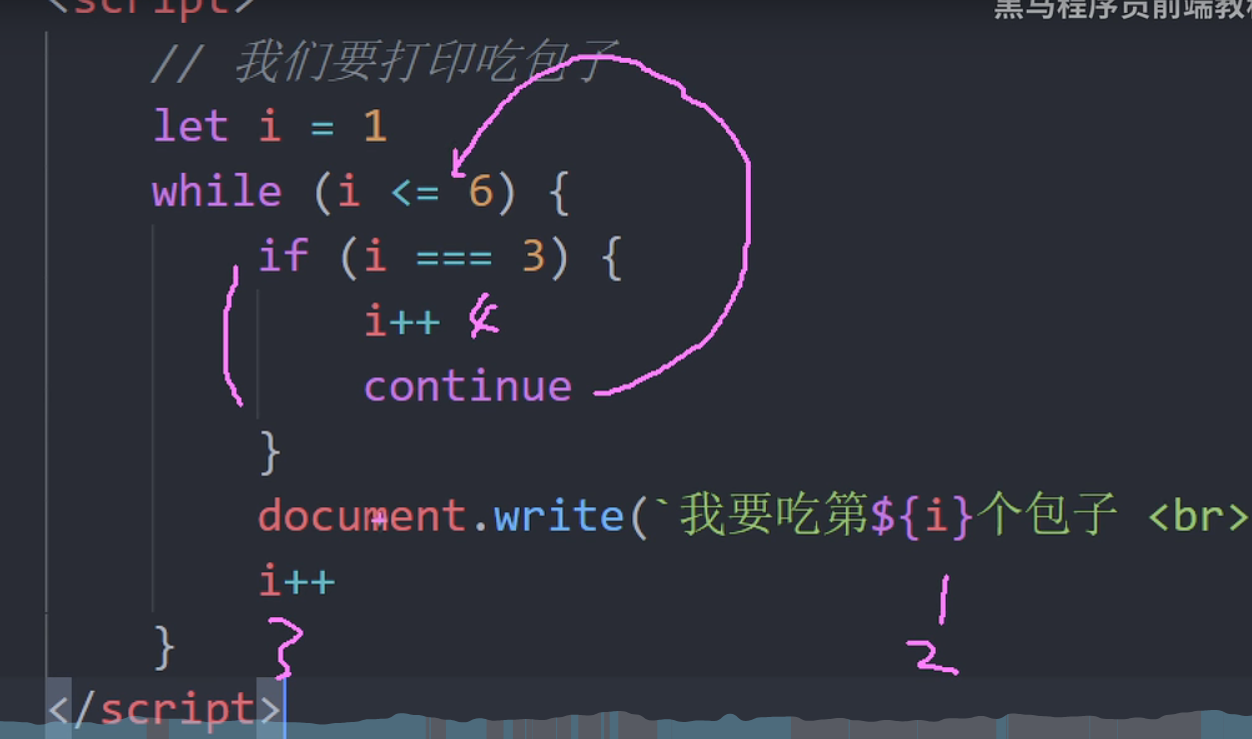 <script>
黑马程序员前端教程
// 我们要打印吃包子
let i = 1
while (i <= 6) {
if (i === 3) {
i++ 4
continue
}
document.write(`我要吃第${i}个包子 <br>
i++
1
}
3
2
</script>